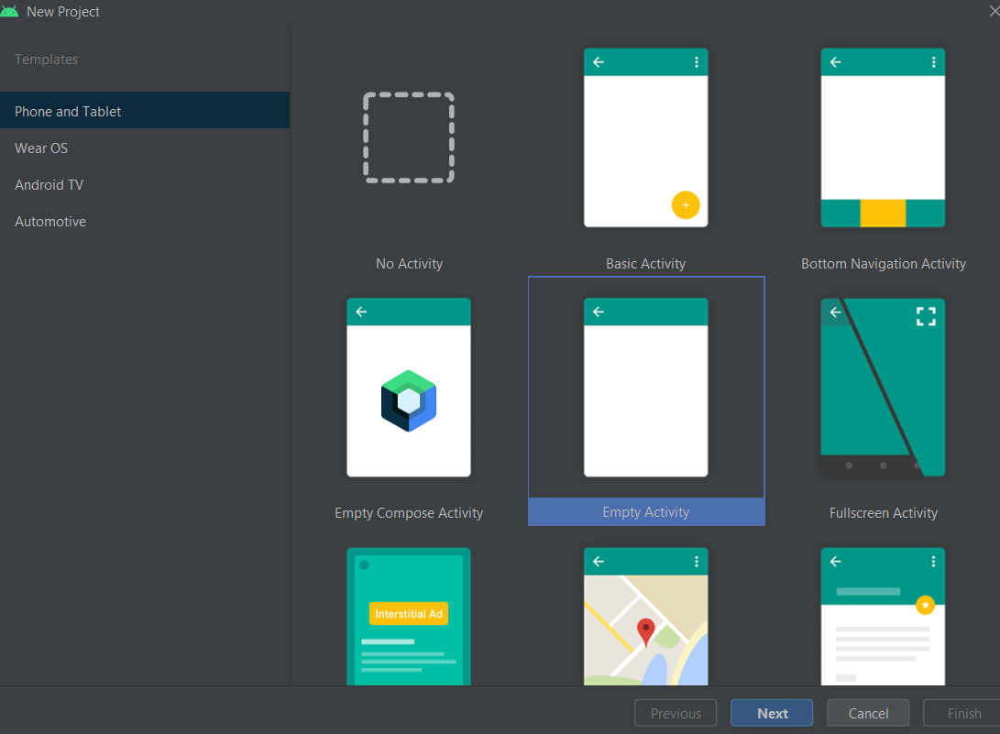 New Project
Templates
Phone and Tablet
Wear OS
Android TV
Automotive
No Activity
Basic Activity
Bottom Navigation Activity
Empty Compose Activity
Empty Activity
Fullscreen Activity
Interstitial Ad
Previous
Next
Cancel
Finish